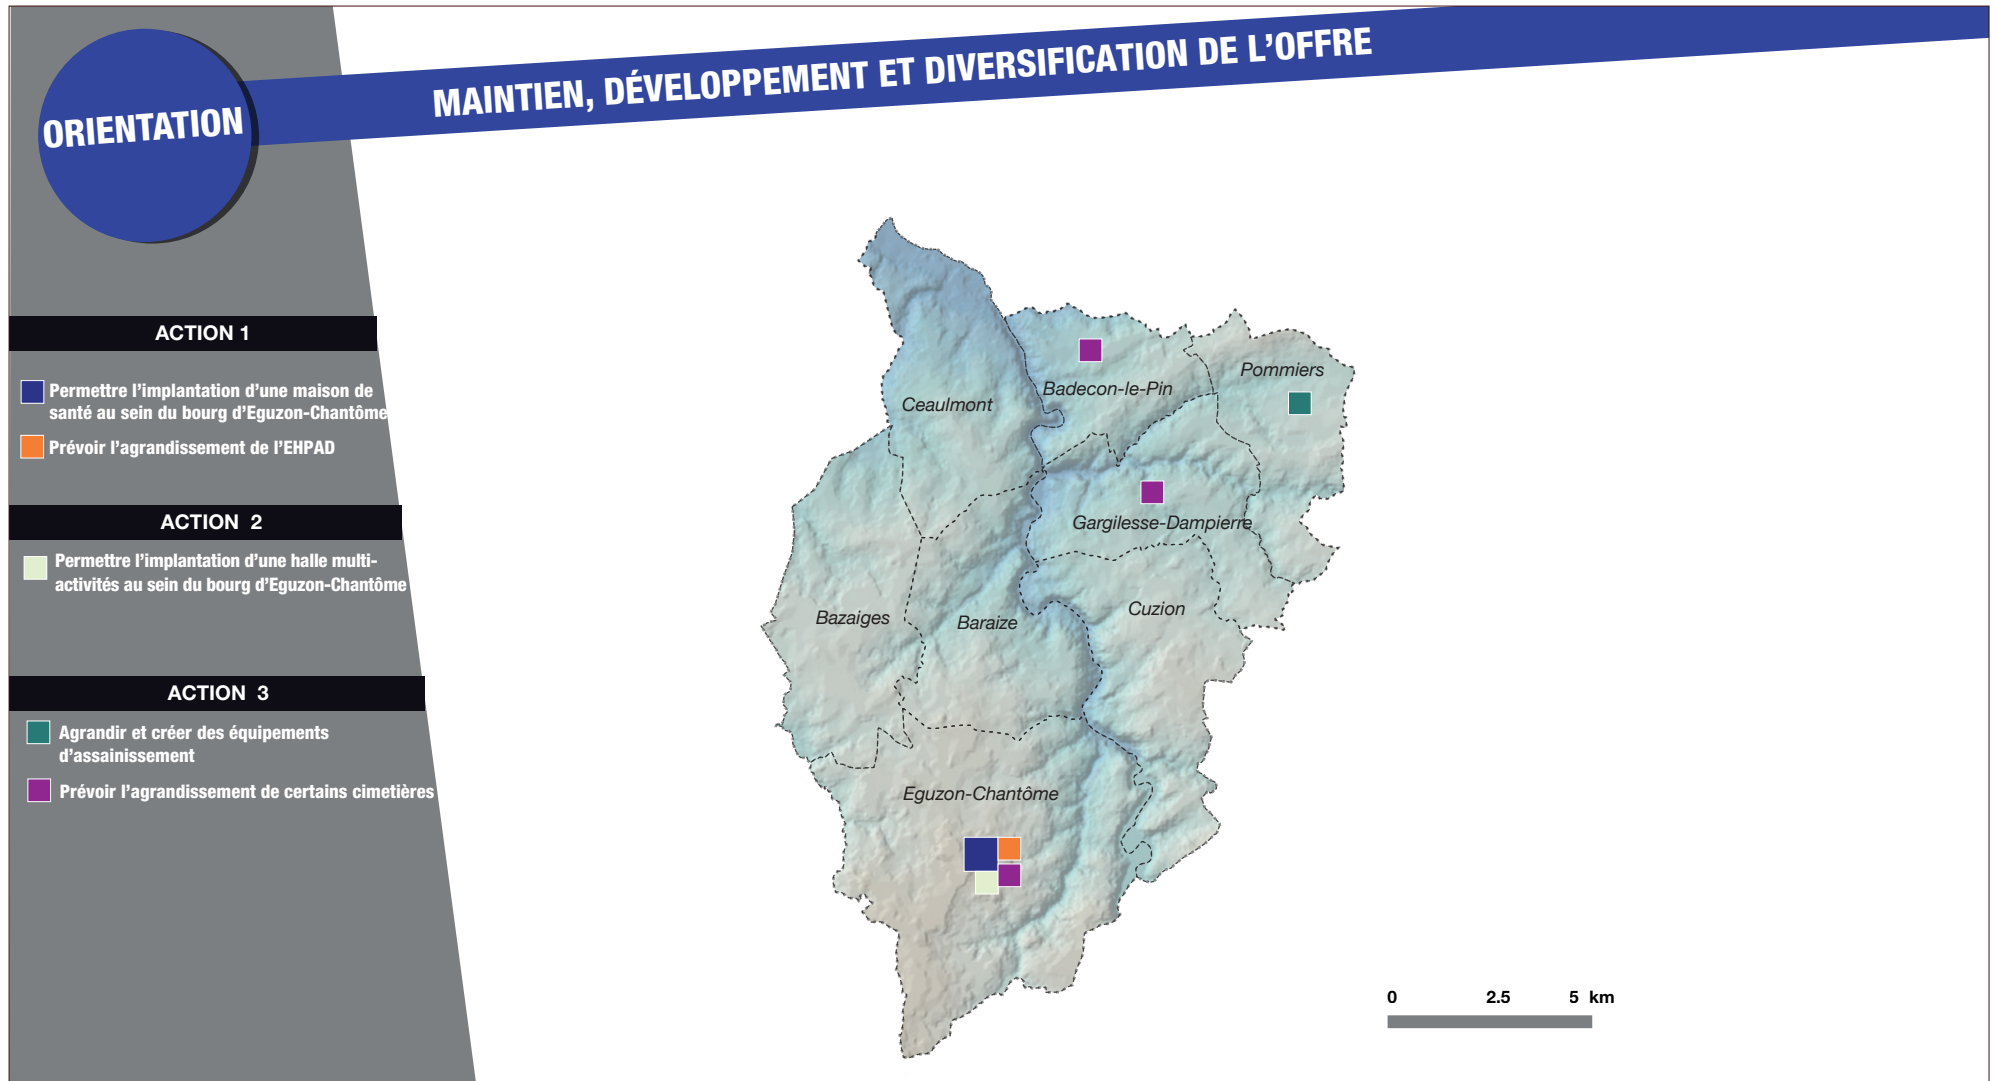 ORIENTATION
MAINTIEN, DÉVELOPPEMENT ET DIVERSIFICATION DE L'OFFRE
ACTION 1
Permettre l'implantation d'une maison de
santé au sein du bourg d'Eguzon-Chantôme
Prévoir l'agrandissement de l'EHPAD
ACTION 2
Permettre l'implantation d'une halle multi-
activités au sein du bourg d'Eguzon-Chantôme
ACTION 3
Agrandir et créer des équipements
d'assainissement
Prévoir l'agrandissement de certains cimetières
Pommiers
Badecon-le-Pin
Ceaulmont
Gargilesse-Dampierre
Cuzion
Bazaiges
Baraize
Eguzon-Chantôme
0 2.5 5 km